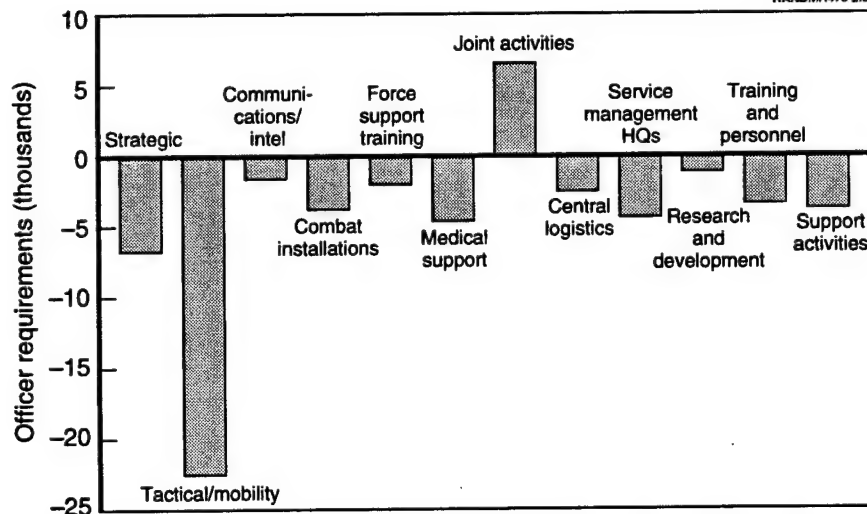 10
5
0
−5
−10
−15
−20
−25
Officer requirements (thousands)
Strategic
Tactical/mobility
Communi-
cations/
intel
Combat
installations
Force
support
training
Medical
support
Joint activities
Central
logistics
Service
management
HQs
Research
and
development
Training
and
personnel
Support
activities